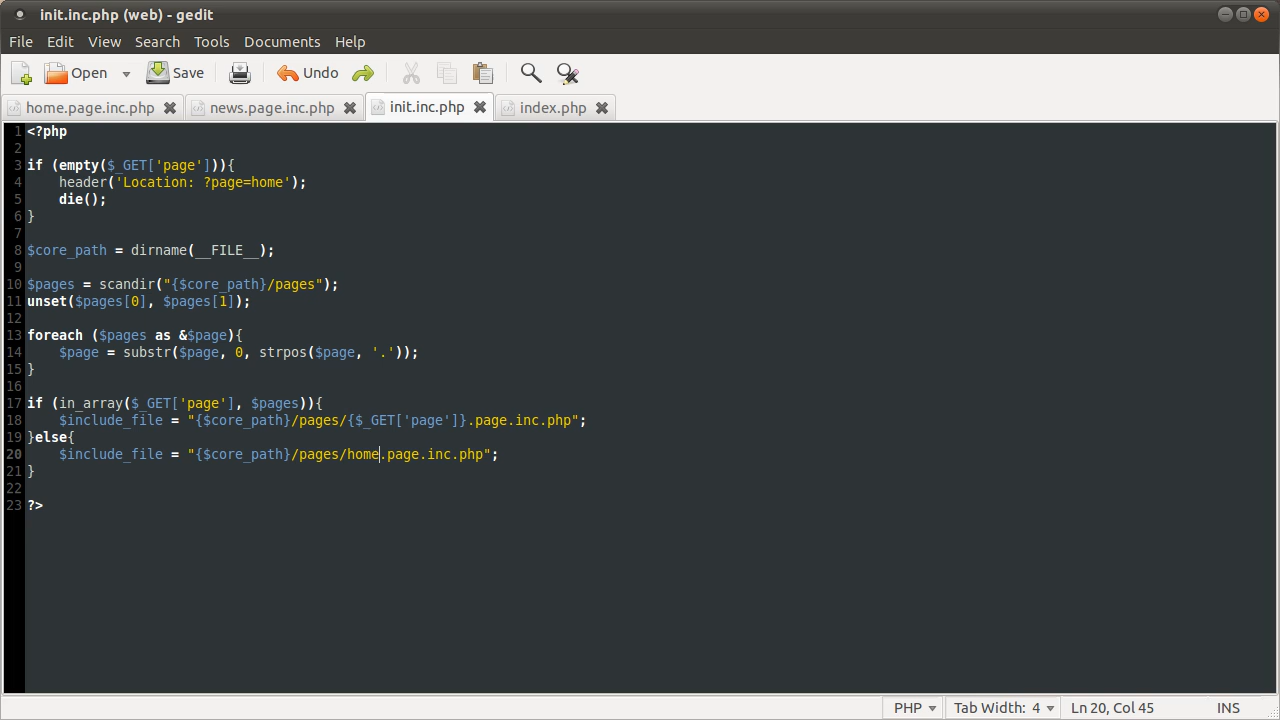 init.inc.php (web) - gedit
File Edit View Search Tools Documents Help
Open Save Undo
home.page.inc.php news.page.inc.php init.inc.php index.php
1 <?php
2
3 if (empty($_GET['page'])){
4     header('Location: ?page=home');
5     die();
6 }
7
8 $core_path = dirname(__FILE__);
9
10 $pages = scandir("{$core_path}/pages");
11 unset($pages[0], $pages[1]);
12
13 foreach ($pages as &$page){
14     $page = substr($page, 0, strpos($page, '.'));
15 }
16
17 if (in_array($_GET['page'], $pages)){
18     $include_file = "{$core_path}/pages/{$_GET['page']}.page.inc.php";
19 }else{
20     $include_file = "{$core_path}/pages/home.page.inc.php";
21 }
22
23 ?>
PHP Tab Width: 4 Ln 20, Col 45 INS